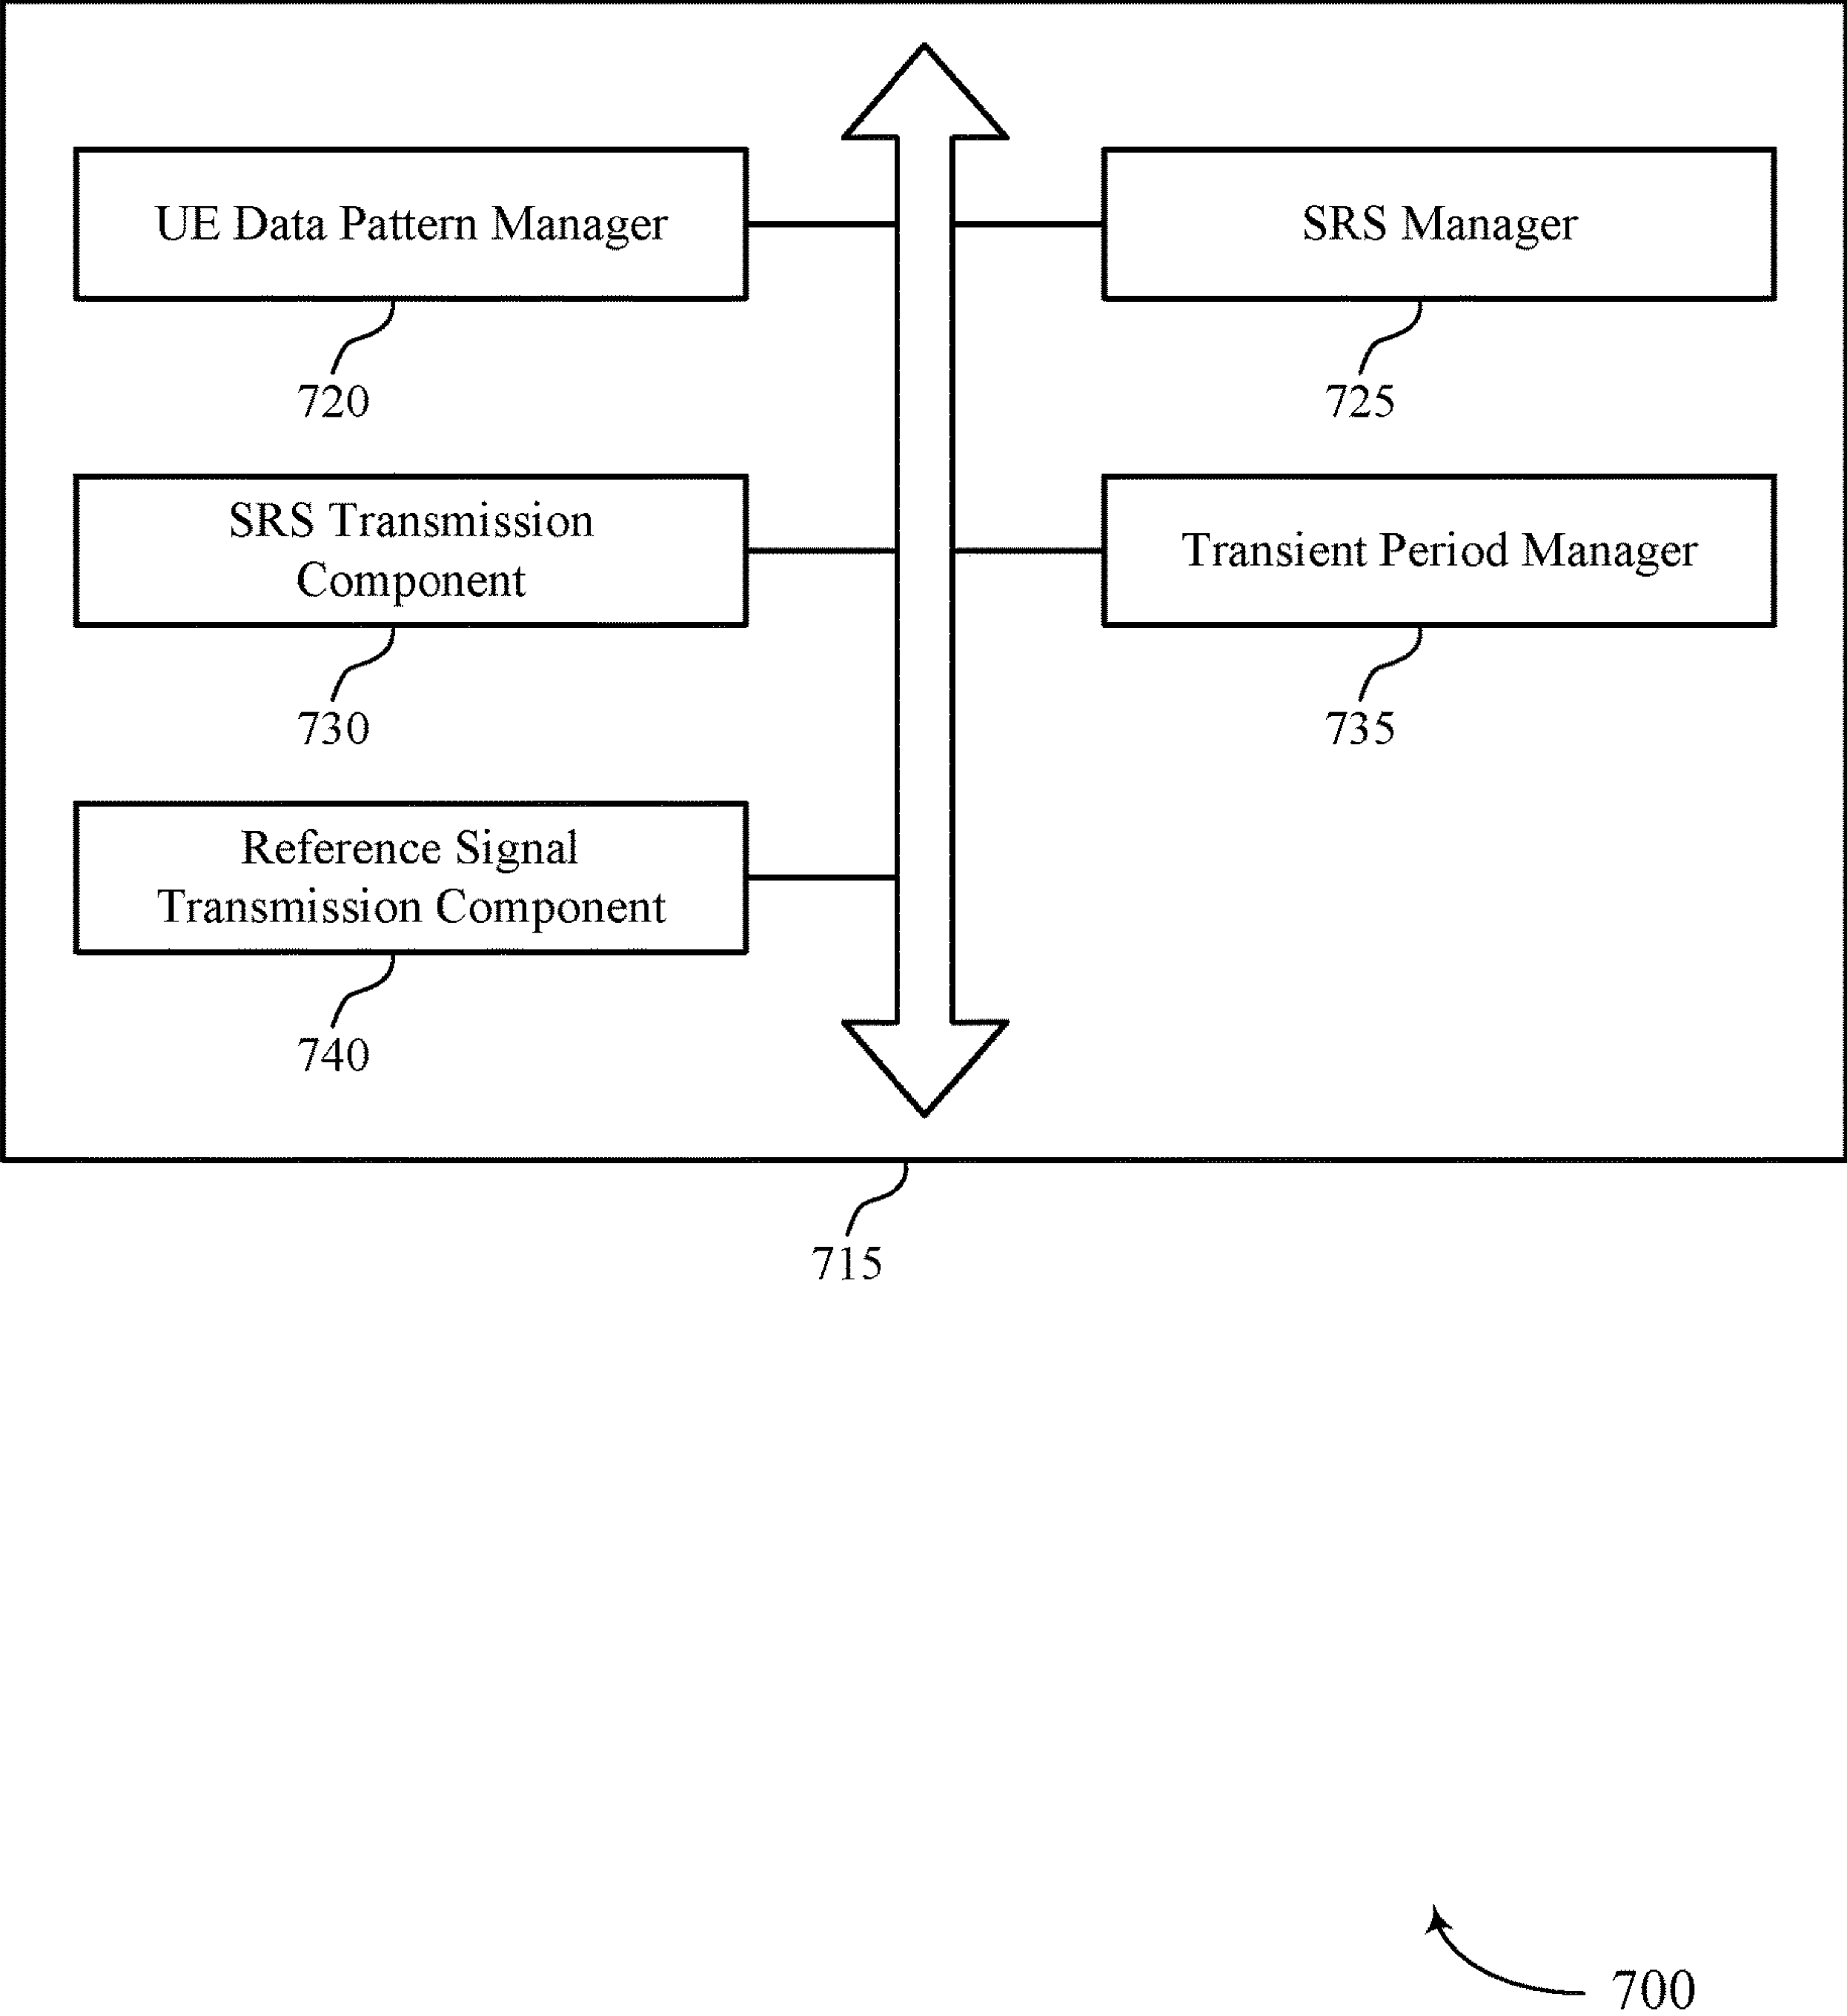 UE Data Pattern Manager
SRS Manager
720
725
SRS Transmission
Component
Transient Period Manager
730
735
Reference Signal
Transmission Component
740
715
700